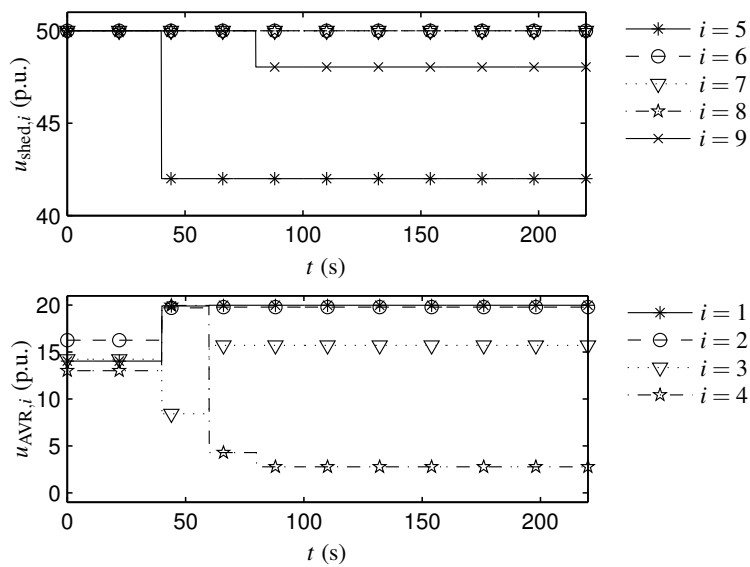 50
45
40
0
50
100
150
200
u_shed,i (p.u.)
t (s)
i = 5
i = 6
i = 7
i = 8
i = 9
20
15
10
5
0
0
50
100
150
200
u_AVR,i (p.u.)
t (s)
i = 1
i = 2
i = 3
i = 4